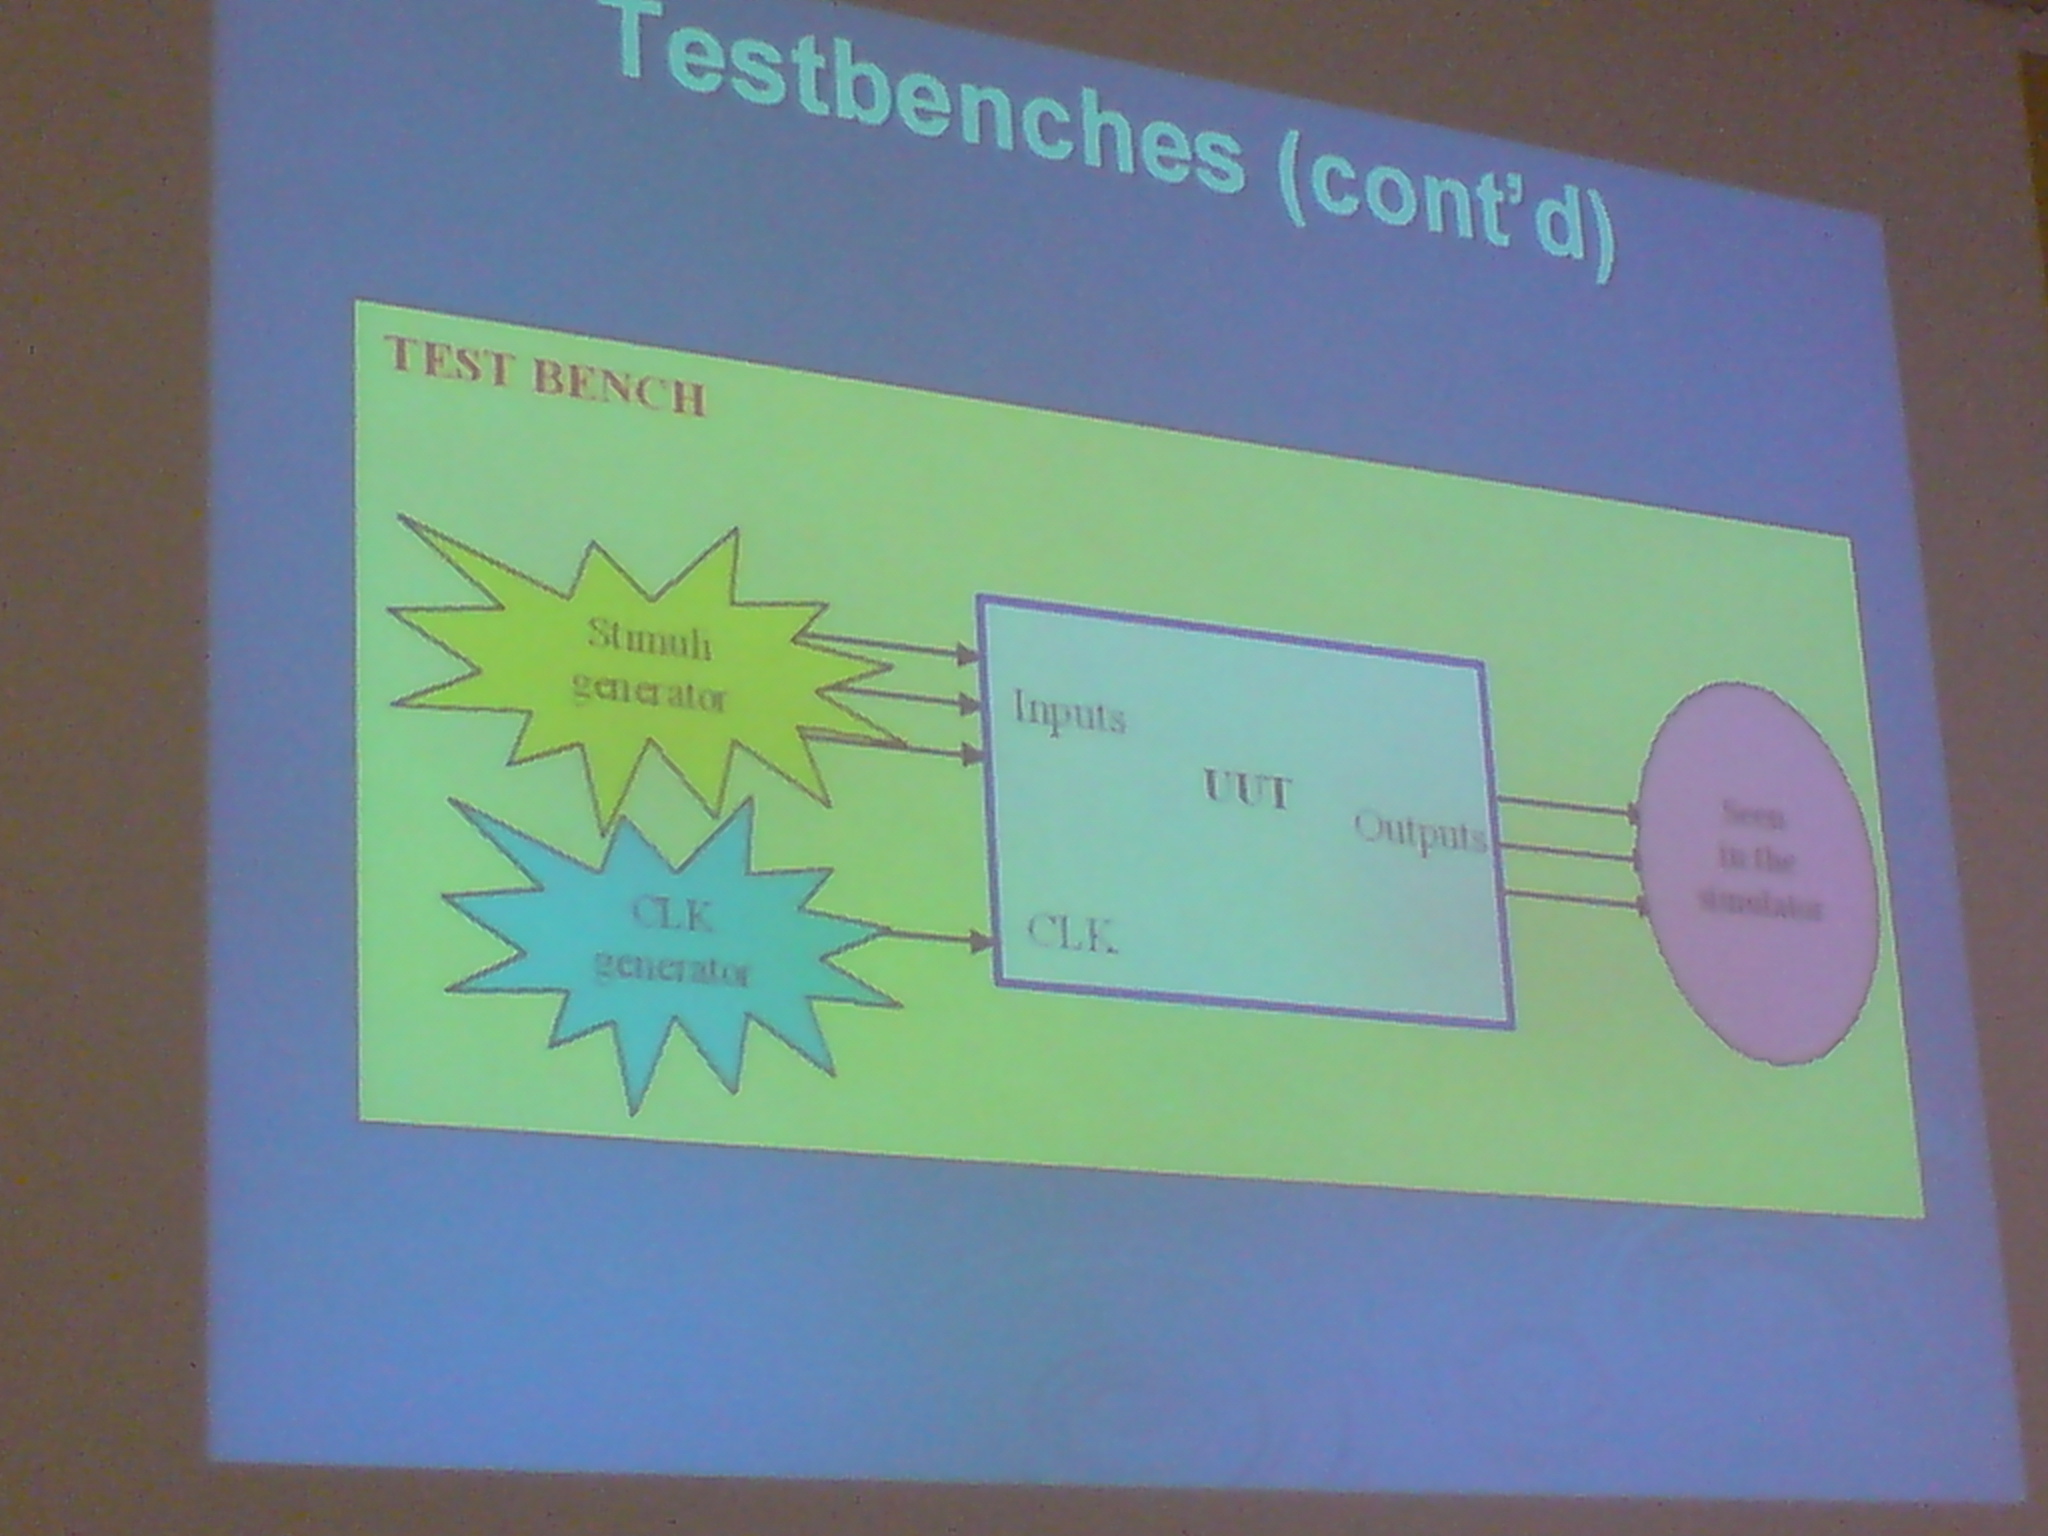 Testbenches (cont’d)
TEST BENCH
Stimuli
generator
Inputs
UUT
Outputs
CLK
generator
CLK
Seen
in the
simulator